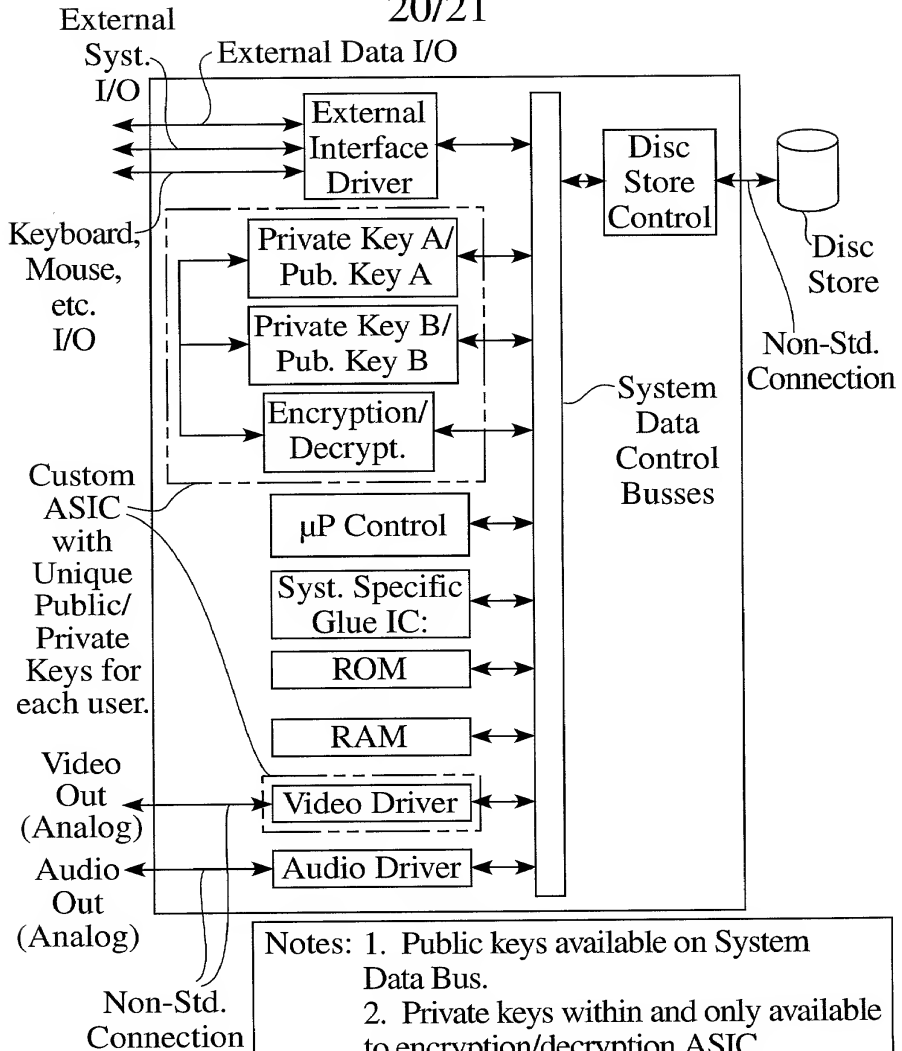 20/21
External
Syst.
I/O
External Data I/O
External
Interface
Driver
Disc
Store
Control
Disc
Store
Keyboard,
Mouse,
etc.
I/O
Private Key A/
Pub. Key A
Private Key B/
Pub. Key B
Encryption/
Decrypt.
Non-Std.
Connection
System
Data
Control
Busses
Custom
ASIC
with
Unique
Public/
Private
Keys for
each user.
µP Control
Syst. Specific
Glue IC:
ROM
RAM
Video
Out
(Analog)
Video Driver
Audio
Out
(Analog)
Audio Driver
Non-Std.
Connection
Notes: 1. Public keys available on System
Data Bus.
2. Private keys within and only available
to encryption/decryption ASIC